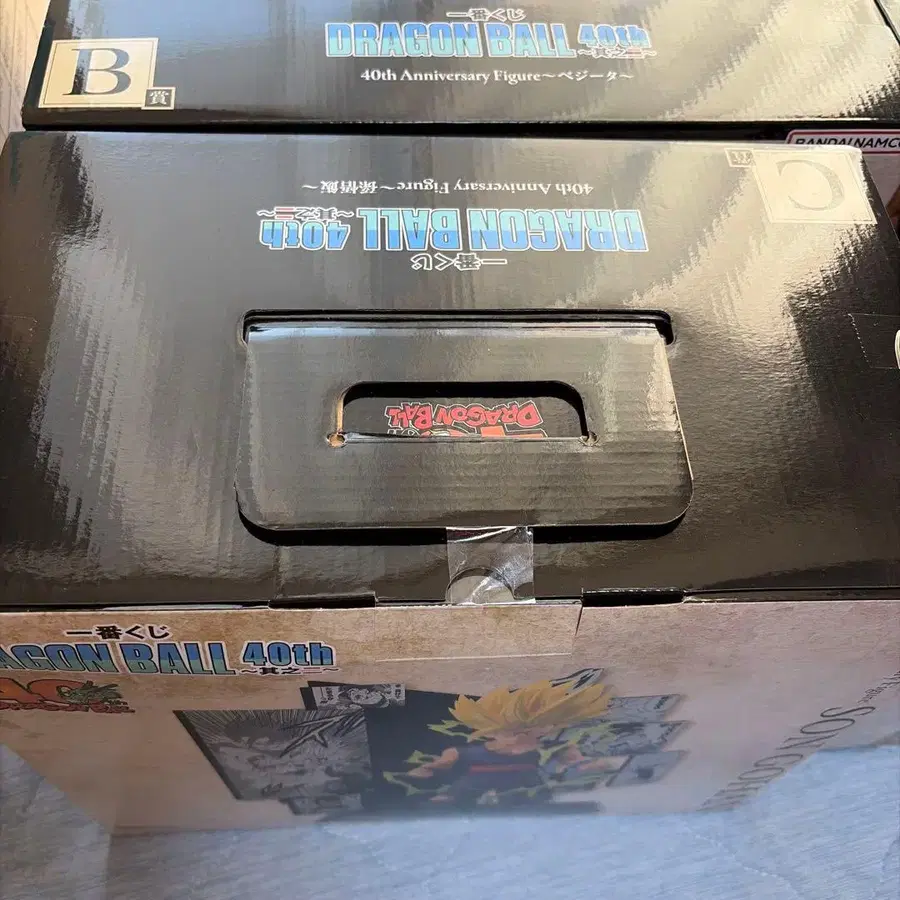 一番くじ
DRAGON BALL 40th
～其之二～
40th Anniversary Figure～ベジータ～
B
賞
BANDAI NAMCO
C
賞
40th Anniversary Figure～孫悟飯～
DRAGON BALL 40th
～其之二～
一番くじ
DRAGON BALL
一番くじ
AGON BALL 40th
～其之二～
SON GOHA